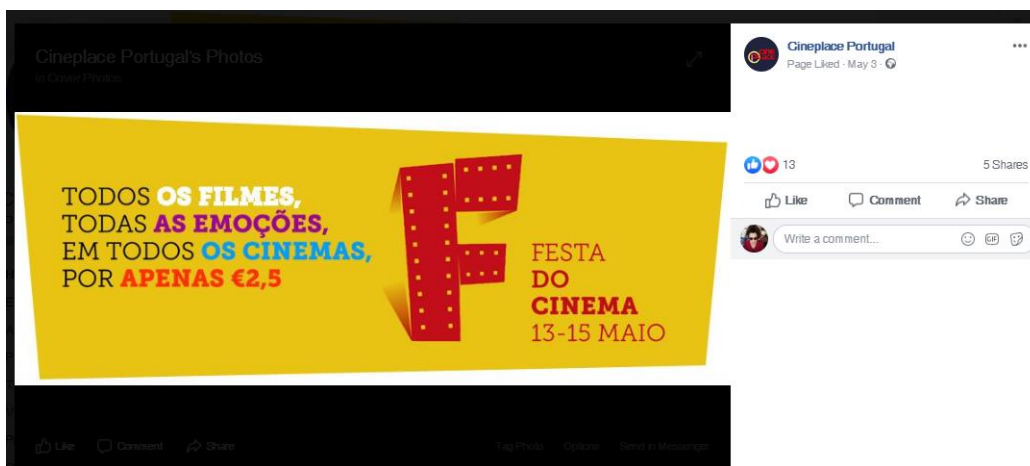 Cineplace Portugal's Photos
in Cover Photos
TODOS OS FILMES,
TODAS AS EMOÇÕES,
EM TODOS OS CINEMAS,
POR APENAS €2,5
FESTA
DO
CINEMA
13-15 MAIO
Like Comment Share
Tag Photo Options Send in Messenger
Cineplace Portugal
Page Liked · May 3 ·
13
5 Shares
Like Comment Share
Write a comment...
GIF